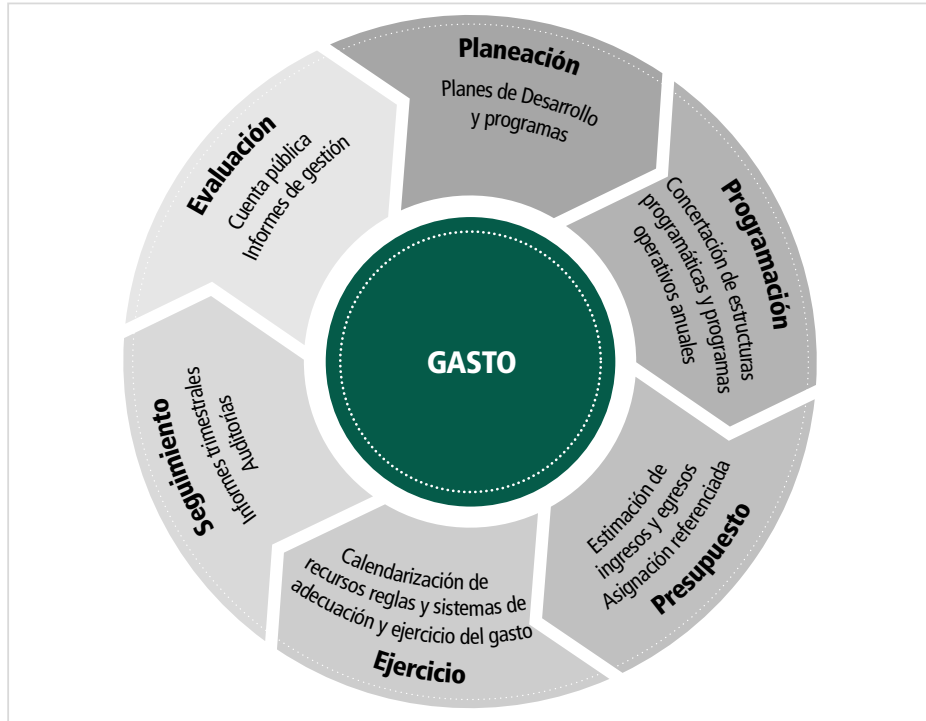 Planeación
Planes de Desarrollo
y programas
Programación
Concertación de estructuras
programáticas y programas
operativos anuales
Estimación de
ingresos y egresos
Asignación referenciada
Presupuesto
Calendarización de
recursos reglas y sistemas de
adecuación y ejercicio del gasto
Ejercicio
Seguimiento
Informes trimestrales
Auditorías
Evaluación
Cuenta pública
Informes de gestión
GASTO